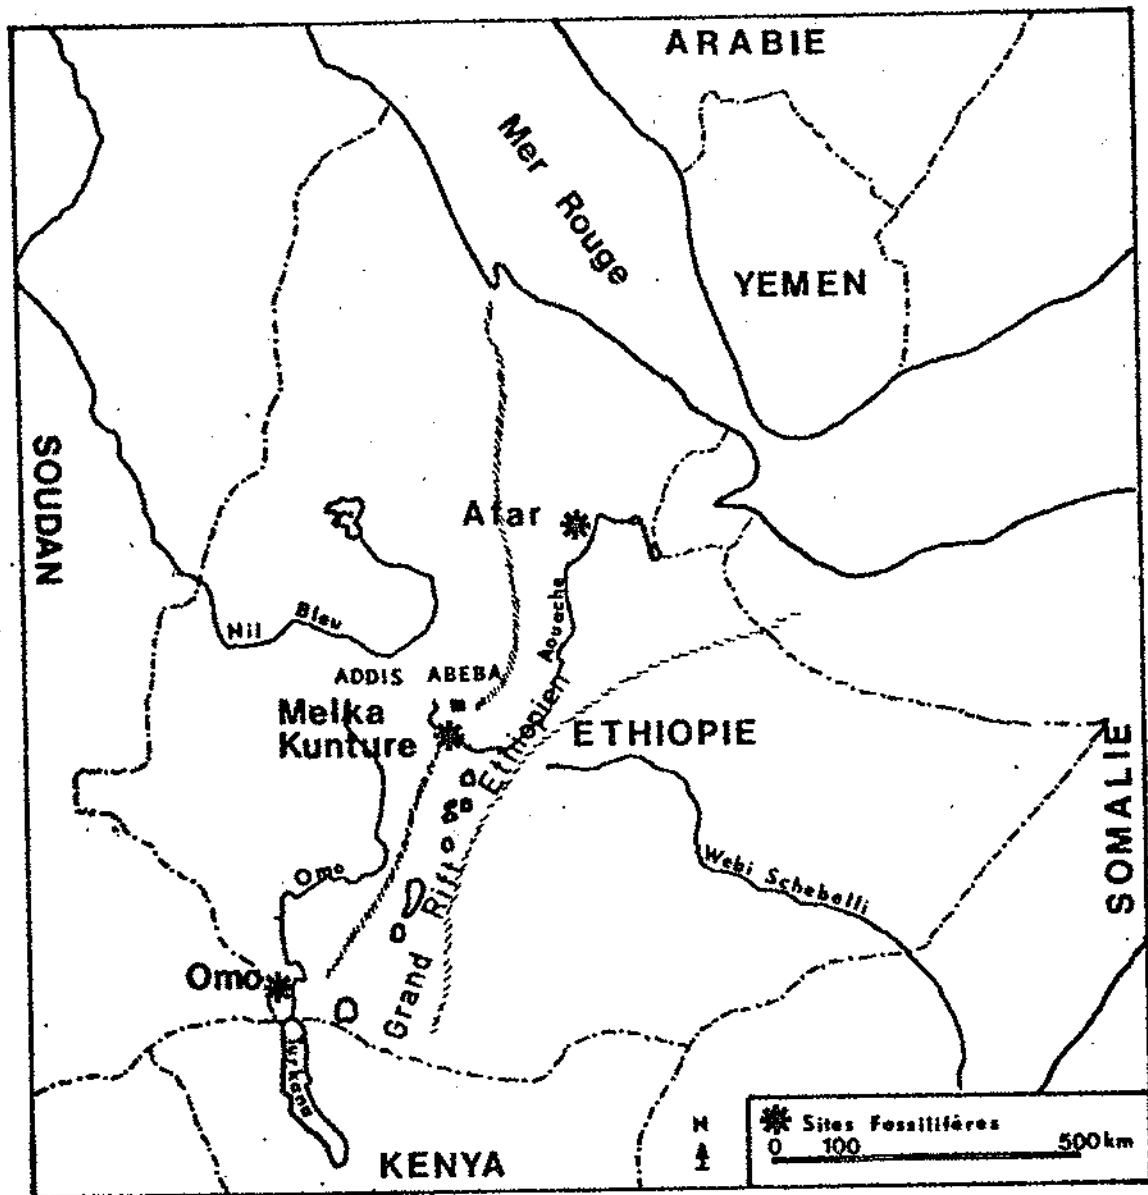 ARABIE
Mer Rouge
YEMEN
SOUDAN
Afar
Nil Bleu
Aouache
ADDIS ABEBA
Melka
Kunture
ETHIOPIE
Grand Rift Ethiopien
SOMALIE
Omo
Webi Schebelli
Omo
Turkana
KENYA
N
Sites Fossilifères
0 100 500km